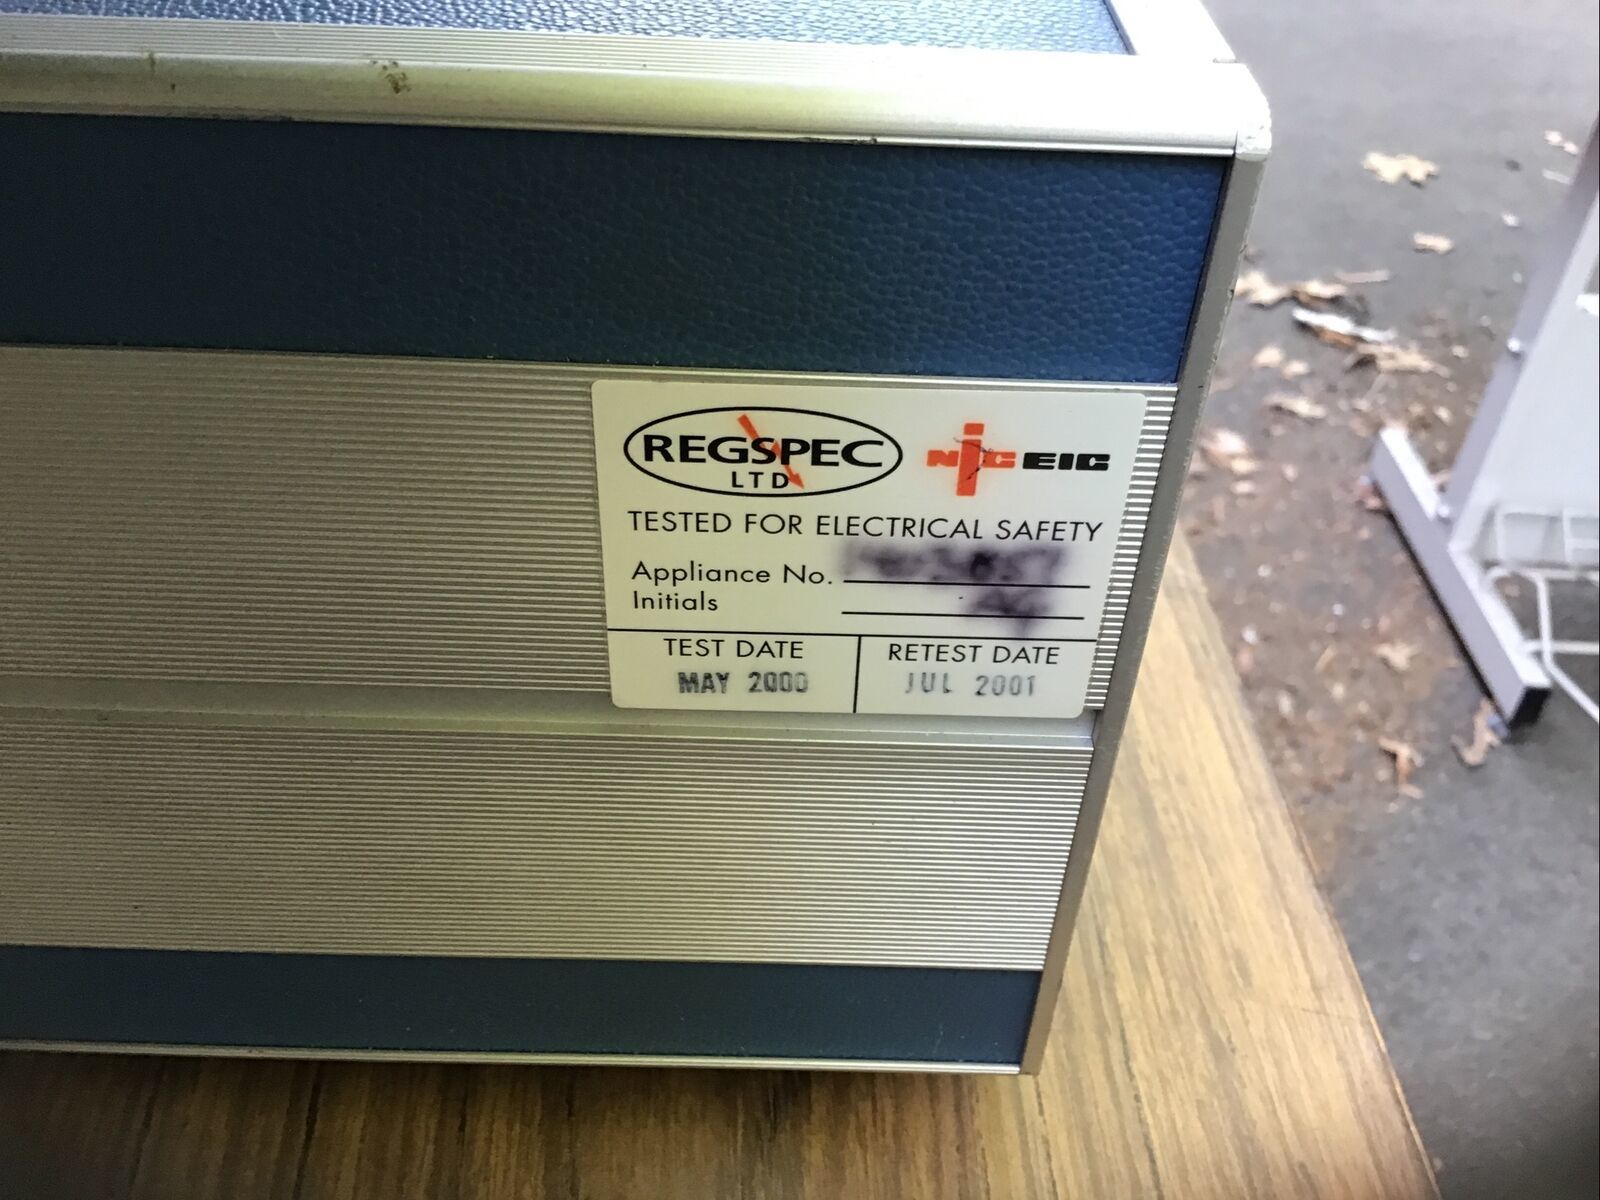 REGSPEC
LTD
NICEIC
TESTED FOR ELECTRICAL SAFETY
Appliance No.
Initials
TEST DATE
MAY 2000
RETEST DATE
JUL 2001